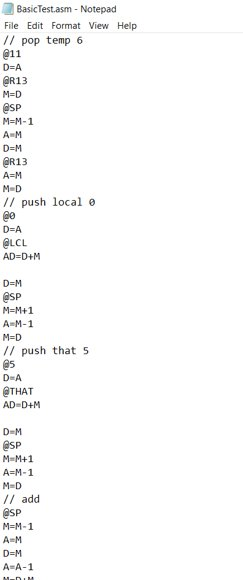 BasicTest.asm - Notepad
File Edit Format View Help
// pop temp 6
@11
D=A
@R13
M=D
@SP
M=M-1
A=M
D=M
@R13
A=M
M=D
// push local 0
@0
D=A
@LCL
AD=D+M
D=M
@SP
M=M+1
A=M-1
M=D
// push that 5
@5
D=A
@THAT
AD=D+M
D=M
@SP
M=M+1
A=M-1
M=D
// add
@SP
M=M-1
A=M
D=M
A=A-1
M=D+M